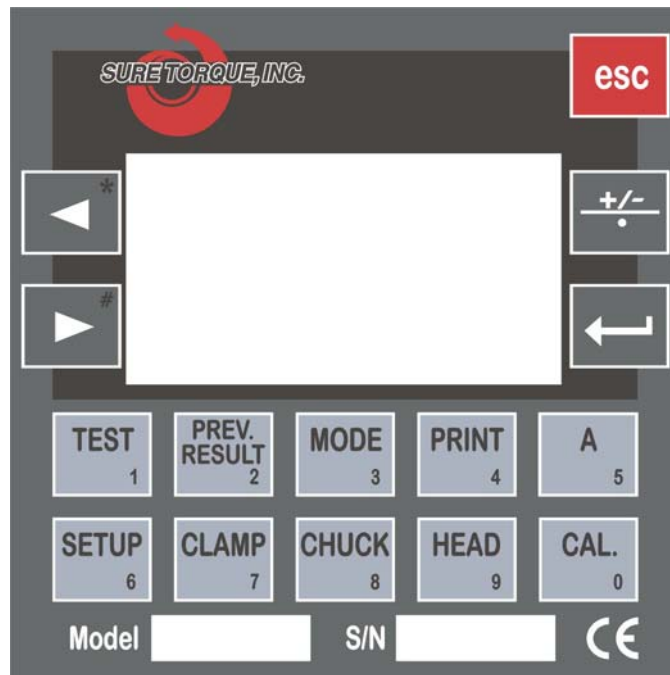 SURE TORQUE, INC.
esc
*
+/-
.
#
TEST
1
PREV.
RESULT
2
MODE
3
PRINT
4
A
5
SETUP
6
CLAMP
7
CHUCK
8
HEAD
9
CAL.
0
Model
S/N
CE